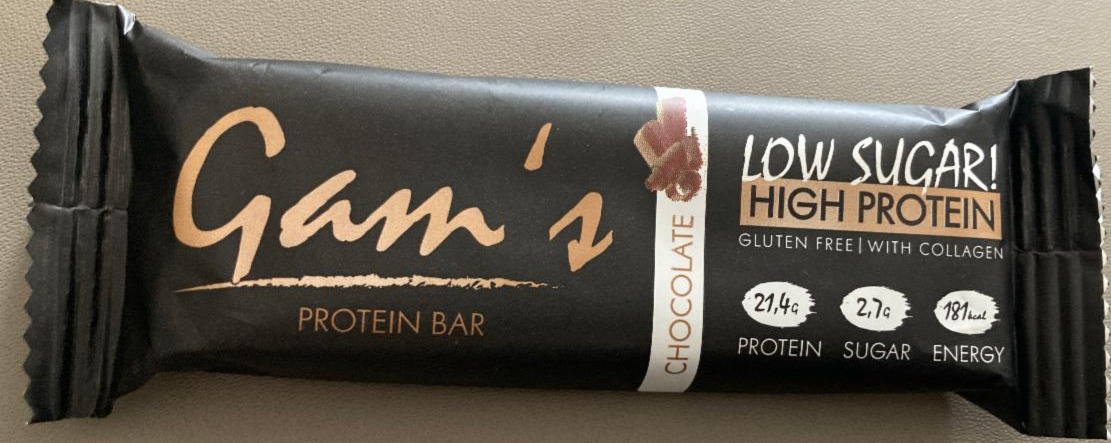 Gam's
PROTEIN BAR
CHOCOLATE
LOW SUGAR!
HIGH PROTEIN
GLUTEN FREE | WITH COLLAGEN
21,4G 2,7G 181kcal
PROTEIN SUGAR ENERGY